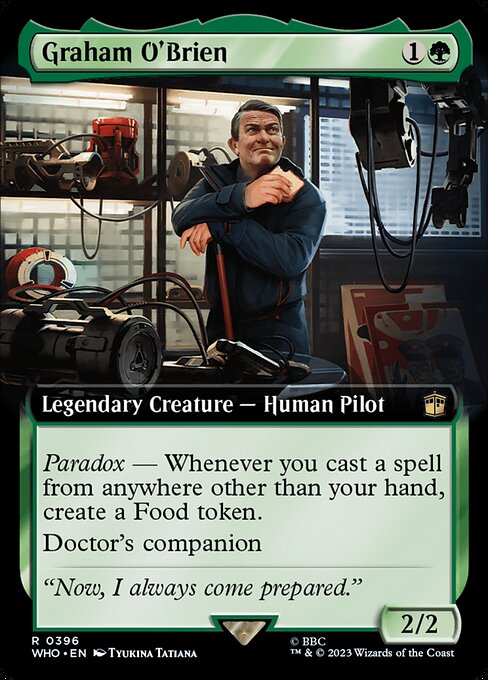 Graham O'Brien 1
Legendary Creature — Human Pilot
Paradox — Whenever you cast a spell
from anywhere other than your hand,
create a Food token.
Doctor's companion
"Now, I always come prepared."
2/2
R 0396
WHO • EN Tyukina Tatiana
© BBC
™ & © 2023 Wizards of the Coast